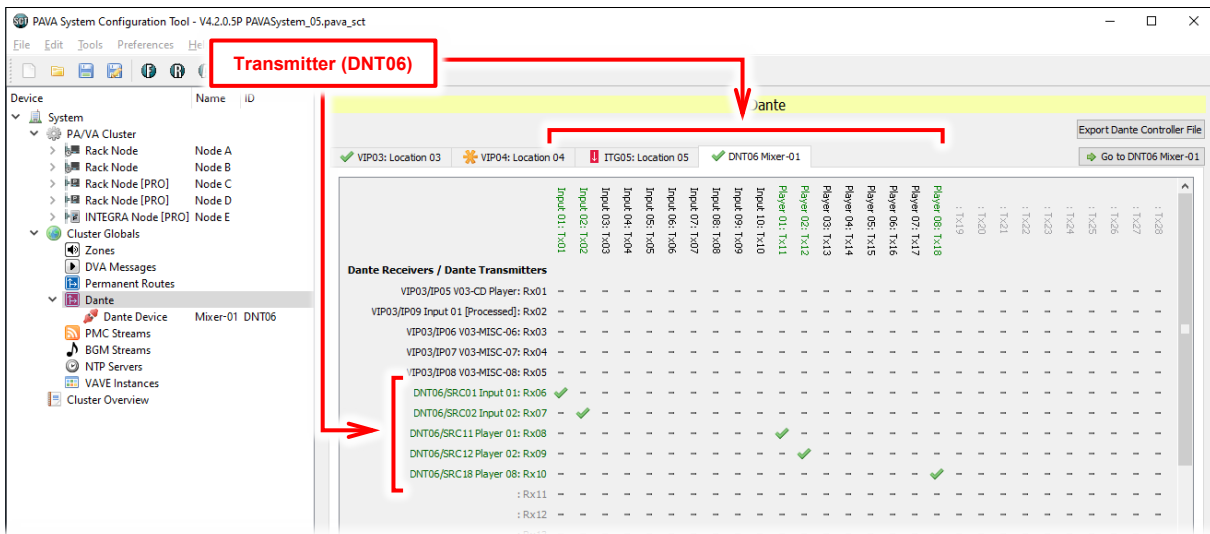 PAVA System Configuration Tool - V4.2.0.5P PAVASystem_05.pava_sct
File Edit Tools Preferences
Transmitter (DNT06)
Device Name ID
System
PA/VA Cluster
Rack Node Node A
Rack Node Node B
Rack Node [PRO] Node C
Rack Node [PRO] Node D
INTEGRA Node [PRO] Node E
Cluster Globals
Zones
DVA Messages
Permanent Routes
Dante
Dante Device Mixer-01 DNT06
PMC Streams
BGM Streams
NTP Servers
VAVE Instances
Cluster Overview
Dante
Export Dante Controller File
VIP03: Location 03 VIP04: Location 04 ITG05: Location 05 DNT06 Mixer-01
Go to DNT06 Mixer-01
Input 01: Tx01
Input 02: Tx02
Input 03: Tx03
Input 04: Tx04
Input 05: Tx05
Input 06: Tx06
Input 07: Tx07
Input 08: Tx08
Input 09: Tx09
Input 10: Tx10
Player 01: Tx11
Player 02: Tx12
Player 03: Tx13
Player 04: Tx14
Player 05: Tx15
Player 06: Tx16
Player 07: Tx17
Player 08: Tx18
: Tx19
: Tx20
: Tx21
: Tx22
: Tx23
: Tx24
: Tx25
: Tx26
: Tx27
: Tx28
Dante Receivers / Dante Transmitters
VIP03/IP05 V03-CD Player: Rx01
VIP03/IP09 Input 01 [Processed]: Rx02
VIP03/IP06 V03-MISC-06: Rx03
VIP03/IP07 V03-MISC-07: Rx04
VIP03/IP08 V03-MISC-08: Rx05
DNT06/SRC01 Input 01: Rx06
DNT06/SRC02 Input 02: Rx07
DNT06/SRC11 Player 01: Rx08
DNT06/SRC12 Player 02: Rx09
DNT06/SRC18 Player 08: Rx10
: Rx11
: Rx12